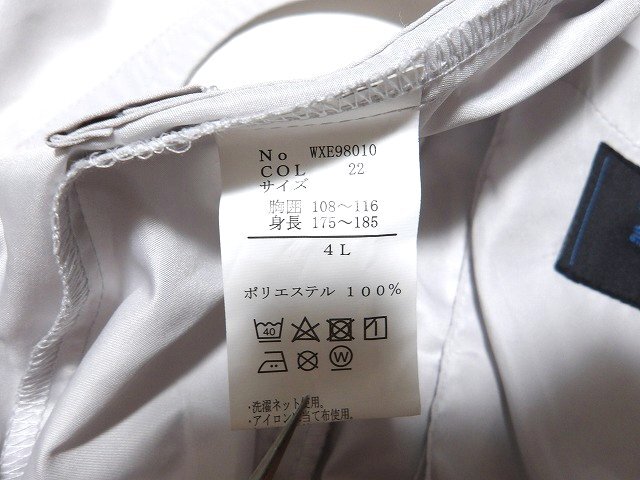 No WXE98010
COL 22
サイズ
胸囲 108～116
身長 175～185
4L
ポリエステル 100%
40
W
・洗濯ネット使用。
・アイロン当て布使用。